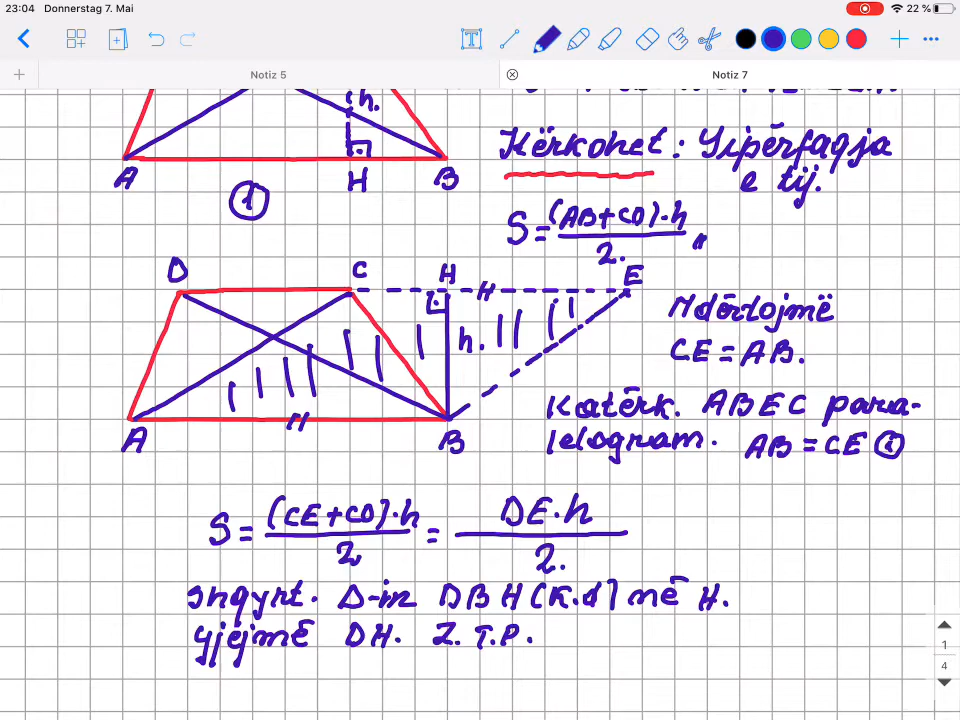 23:04 Donnerstag 7. Mai
22 %
Notiz 5
Notiz 7
h.
A
H
B
1
Kërkohet: Sipërfaqja
e tij.
S = (AB+CD)·h / 2.
D
C
H
E
h.
A
B
Ndërtojmë
CE = AB.
Katërk. ABEC para-
lelogram. AB = CE ①
S = (CE+CD)·h / 2 = DE·h / 2.
shqyrt. Δ-in DBH (K.d) në H.
gjejmë DH. Z.T.P.
1
4